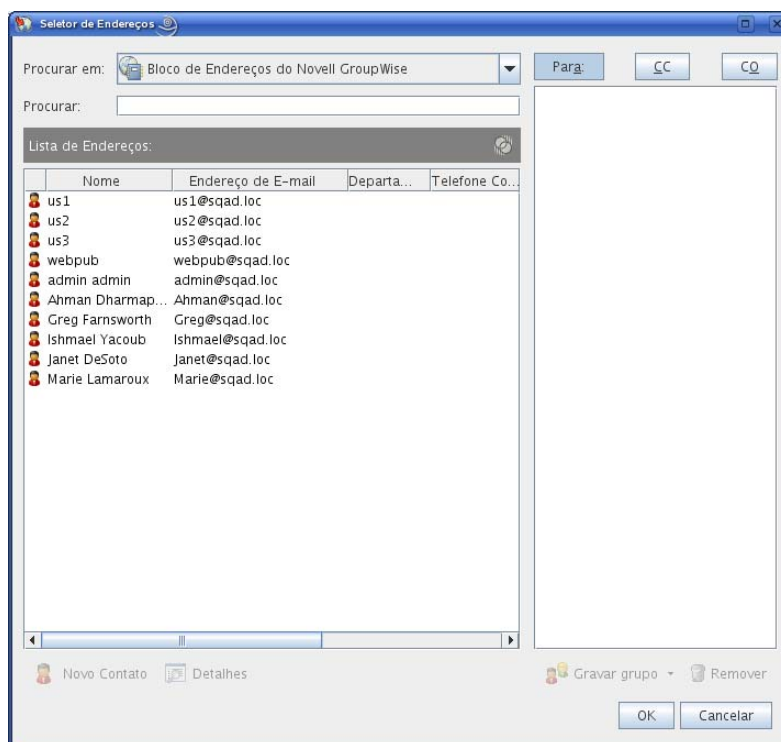 Seletor de Endereços
Procurar em: Bloco de Endereços do Novell GroupWise
Para: CC CO
Procurar:
Lista de Endereços:
Nome Endereço de E-mail Departa... Telefone Co...
us1 us1@sqad.loc
us2 us2@sqad.loc
us3 us3@sqad.loc
webpub webpub@sqad.loc
admin admin admin@sqad.loc
Ahman Dharmap... Ahman@sqad.loc
Greg Farnsworth Greg@sqad.loc
Ishmael Yacoub Ishmael@sqad.loc
Janet DeSoto Janet@sqad.loc
Marie Lamaroux Marie@sqad.loc
Novo Contato Detalhes Gravar grupo Remover
OK Cancelar